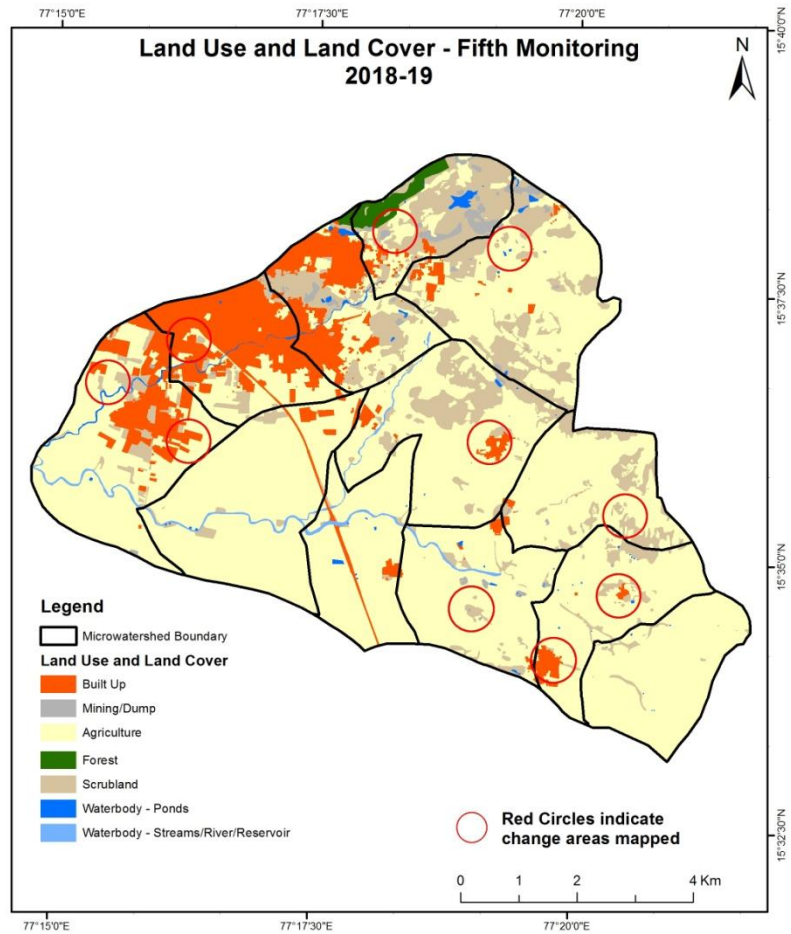 77°15'0"E 77°17'30"E 77°20'0"E
15°40'0"N
Land Use and Land Cover - Fifth Monitoring
2018-19
N
15°37'30"N
15°35'0"N
Legend
Microwatershed Boundary
Land Use and Land Cover
Built Up
Mining/Dump
Agriculture
Forest
Scrubland
Waterbody - Ponds
Waterbody - Streams/River/Reservoir
Red Circles indicate
change areas mapped
15°32'30"N
0 1 2 4 Km
77°15'0"E 77°17'30"E 77°20'0"E